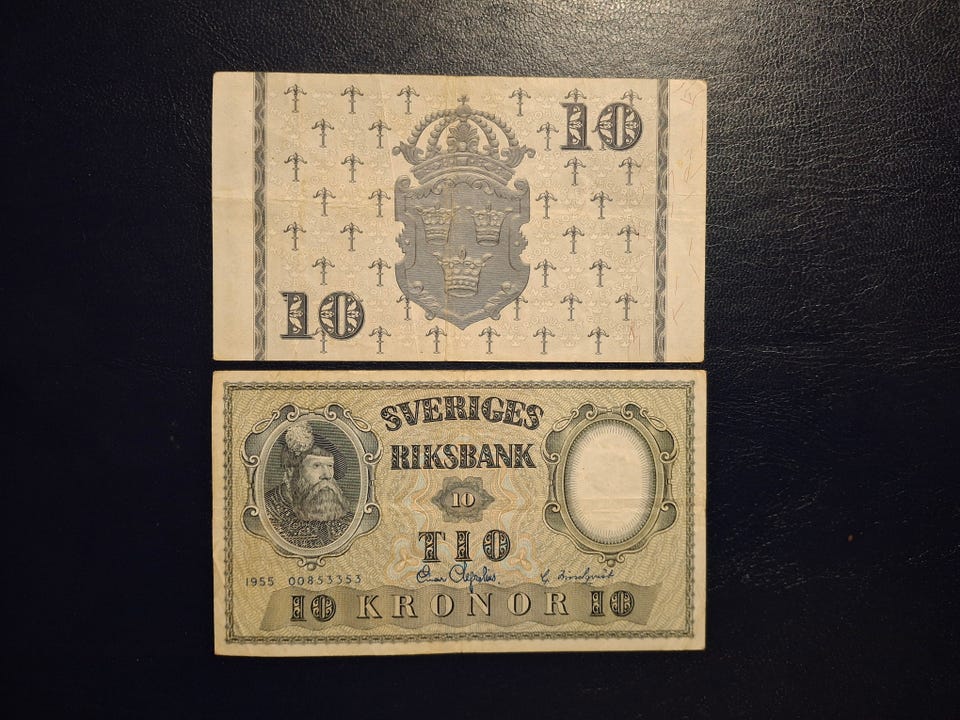 10
10
SVERIGES
RIKSBANK
10
TIO
1955 00853353
10 KRONOR 10